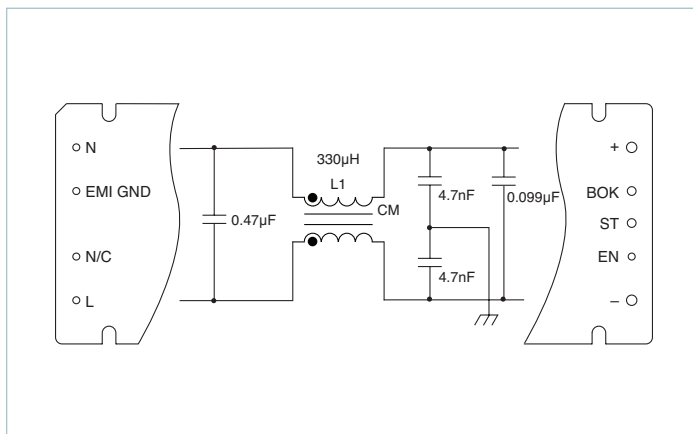 N
EMI GND
N/C
L
0.47µF
330µH
L1
CM
4.7nF
4.7nF
0.099µF
+
BOK
ST
EN
–